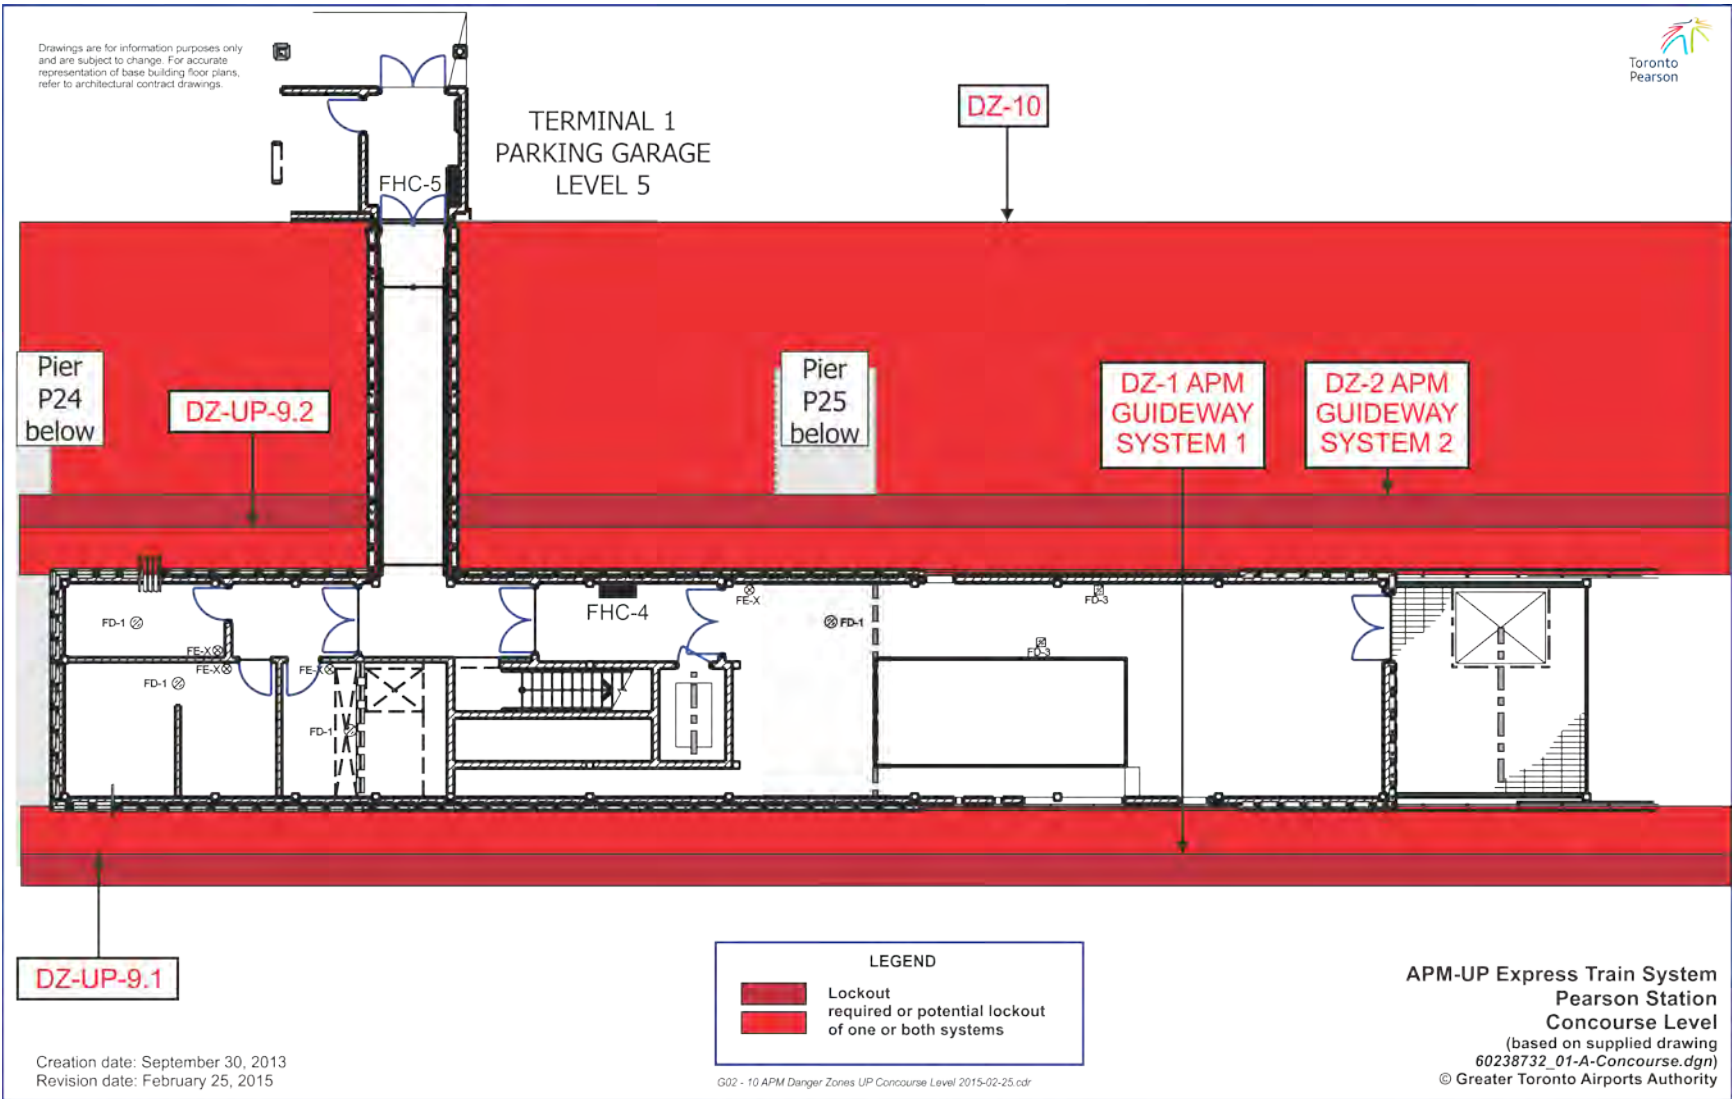 Drawings are for information purposes only
and are subject to change. For accurate
representation of base building floor plans,
refer to architectural contract drawings.
Toronto
Pearson
TERMINAL 1
PARKING GARAGE
LEVEL 5
DZ-10
FHC-5
Pier
P24
below
DZ-UP-9.2
Pier
P25
below
DZ-1 APM
GUIDEWAY
SYSTEM 1
DZ-2 APM
GUIDEWAY
SYSTEM 2
FD-1
FHC-4
FE-X
FD-1
FD-3
FD-3
FE-X
FE-X
FE-X
FD-1
FD-1
DZ-UP-9.1
LEGEND
Lockout
required or potential lockout
of one or both systems
APM-UP Express Train System
Pearson Station
Concourse Level
(based on supplied drawing
60238732_01-A-Concourse.dgn)
© Greater Toronto Airports Authority
Creation date: September 30, 2013
Revision date: February 25, 2015
G02 - 10 APM Danger Zones UP Concourse Level 2015-02-25.cdr